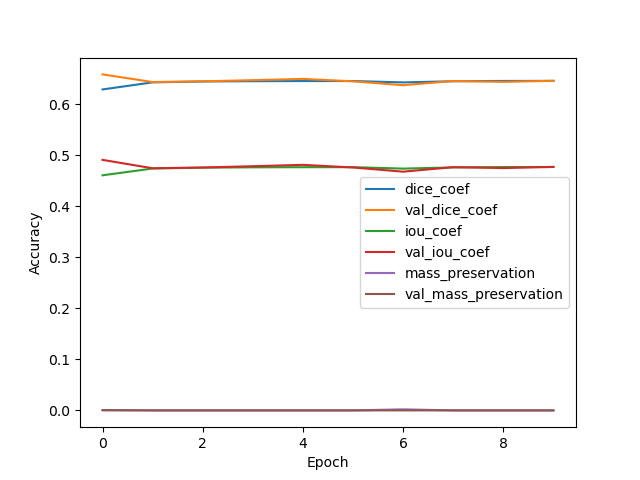 0.6
0.5
0.4
0.3
0.2
0.1
0.0
Accuracy
dice_coef
val_dice_coef
iou_coef
val_iou_coef
mass_preservation
val_mass_preservation
0 2 4 6 8
Epoch